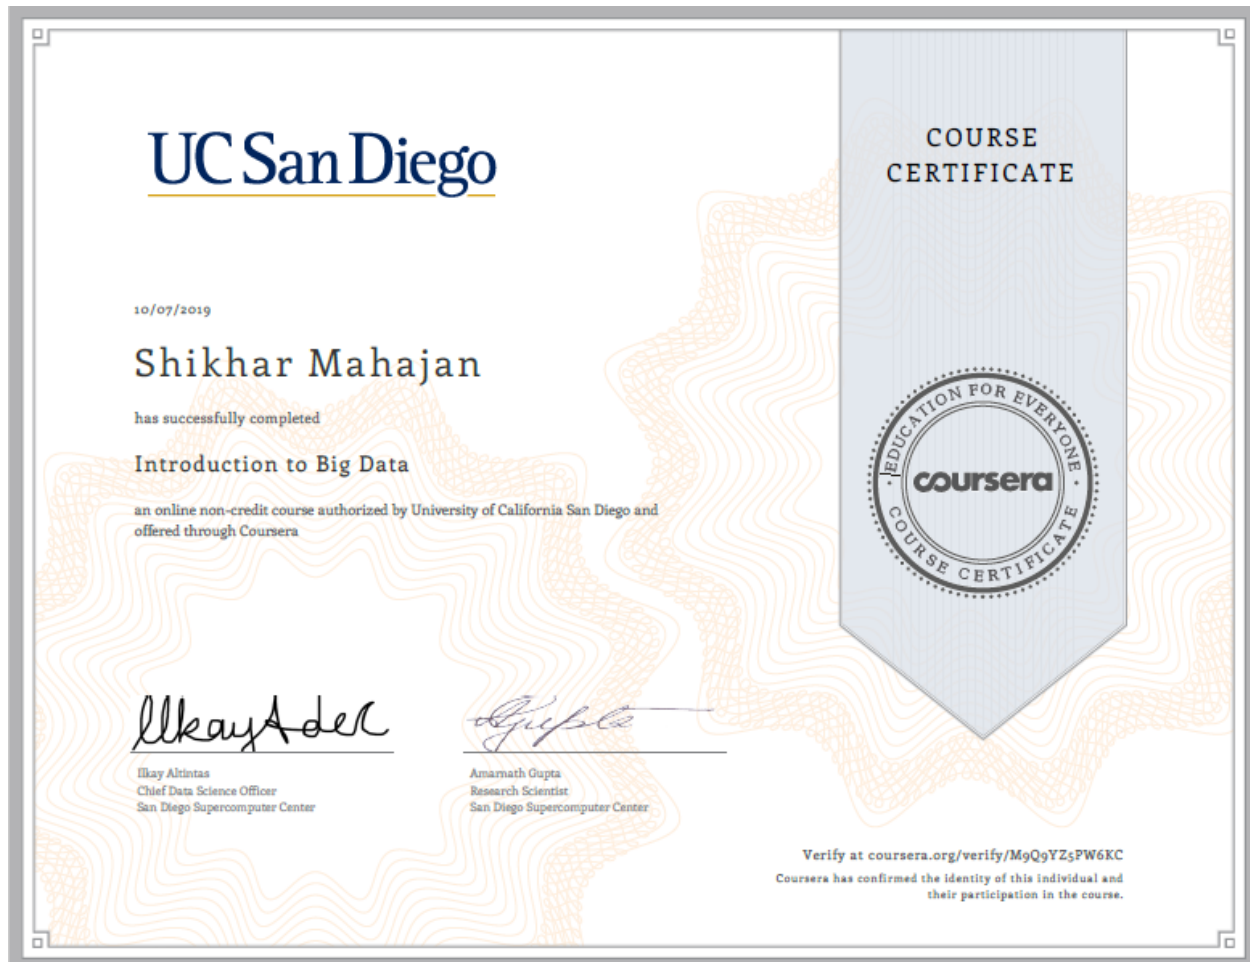 UC San Diego
COURSE
CERTIFICATE
10/07/2019
Shikhar Mahajan
has successfully completed
Introduction to Big Data
an online non-credit course authorized by University of California San Diego and
offered through Coursera
EDUCATION FOR EVERYONE
coursera
COURSE CERTIFICATE
Ilkay Altintas
Chief Data Science Officer
San Diego Supercomputer Center
Amarnath Gupta
Research Scientist
San Diego Supercomputer Center
Verify at coursera.org/verify/M9Q9YZ5PW6KC
Coursera has confirmed the identity of this individual and
their participation in the course.